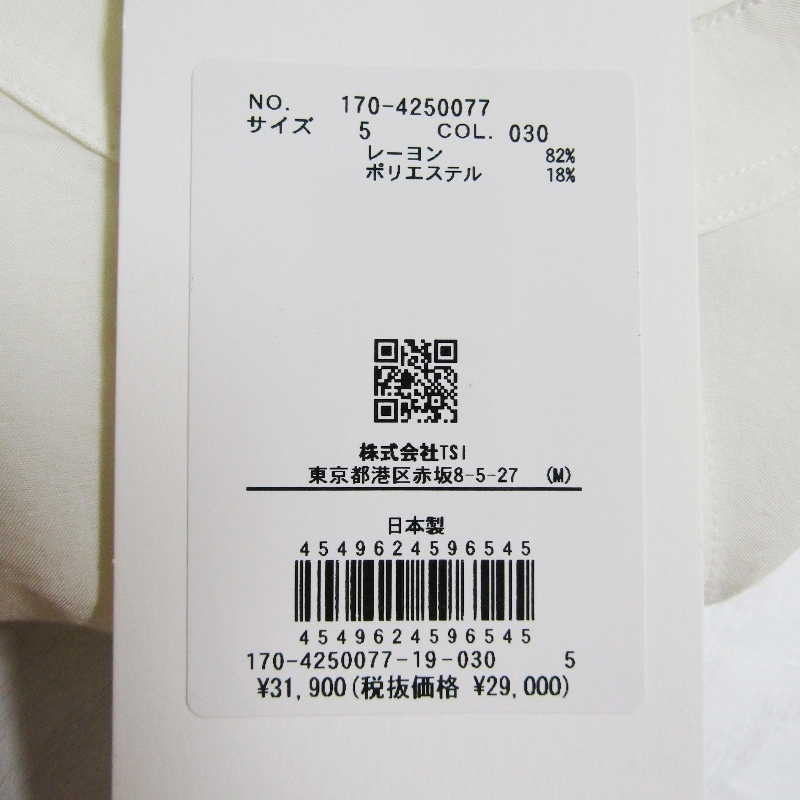 NO. 170-4250077
サイズ 5 COL. 030
レーヨン 82%
ポリエステル 18%
株式会社TSI
東京都港区赤坂8-5-27 (M)
日本製
4549624596545
4549624596545
170-4250077-19-030 5
¥31,900(税抜価格 ¥29,000)